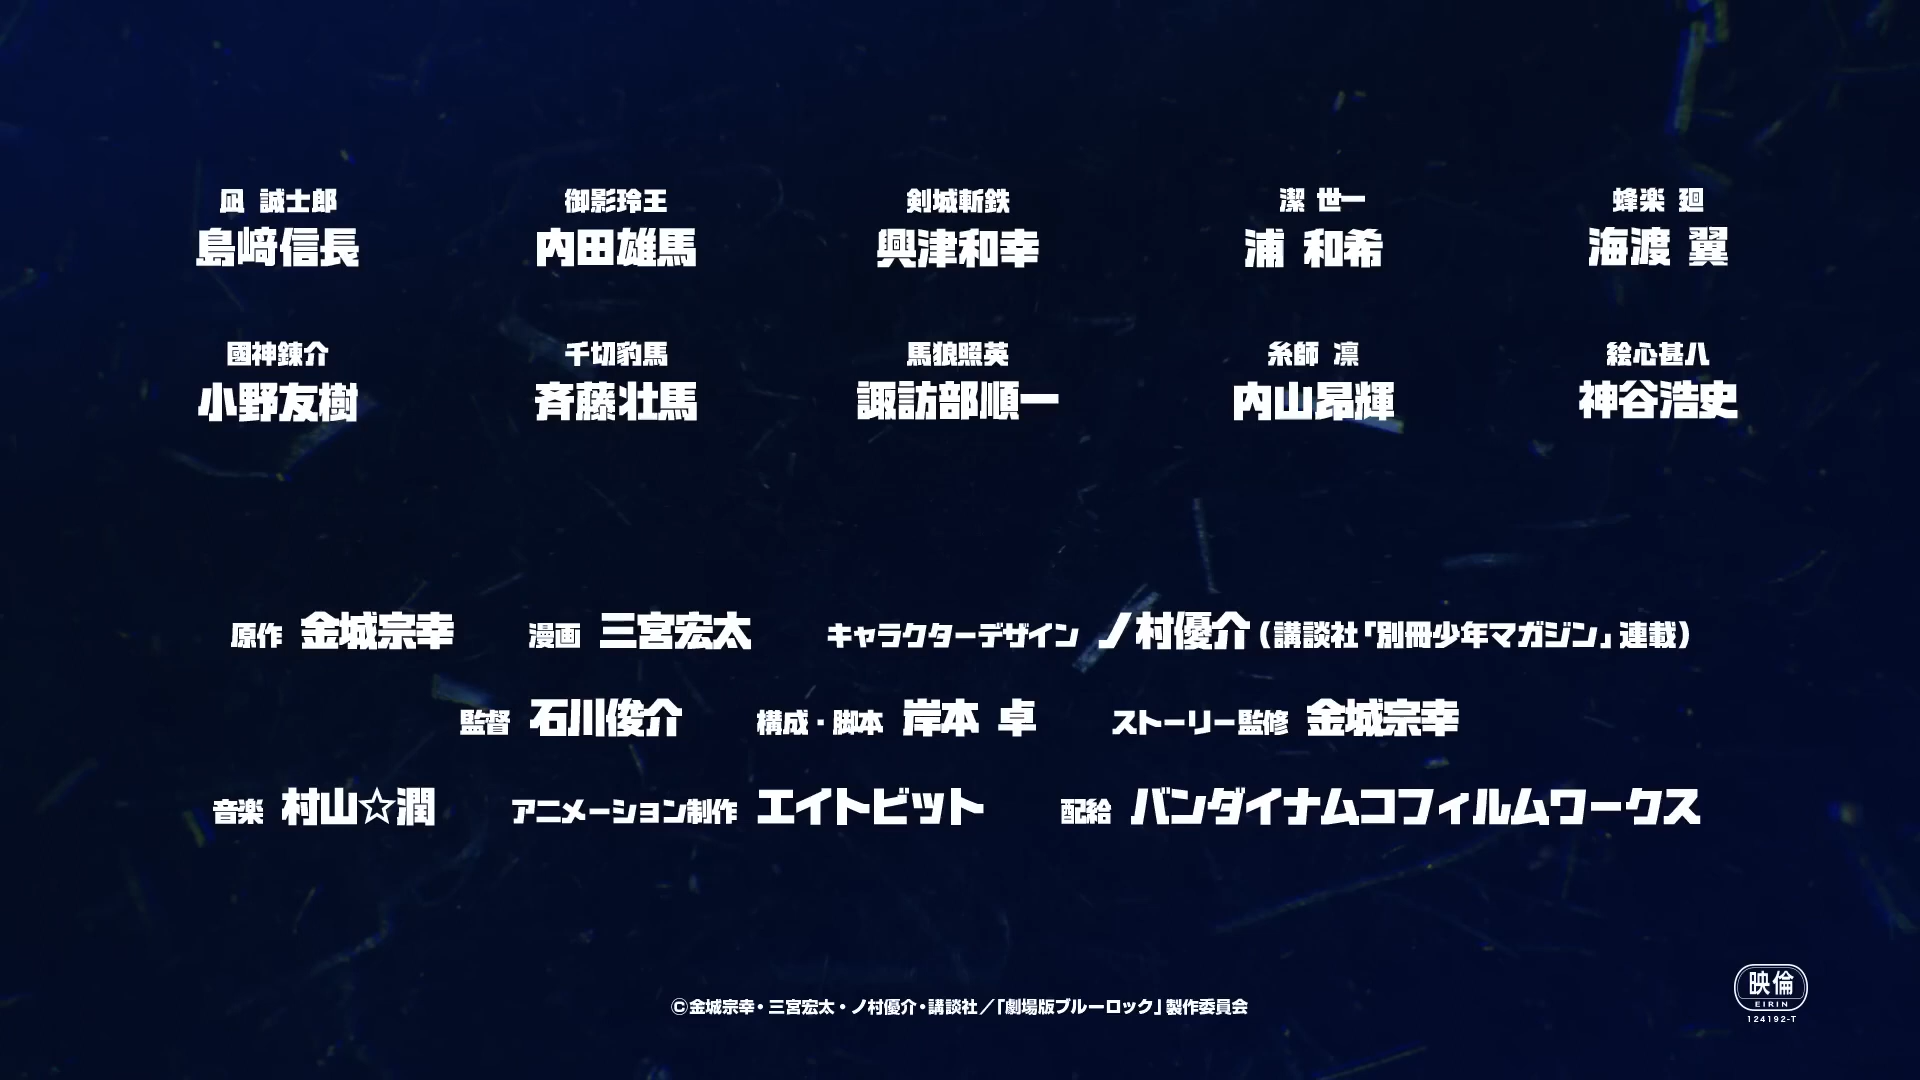 凪 誠士郎 御影玲王 剣城斬鉄 潔 世一 蜂楽 廻
島﨑信長 内田雄馬 興津和幸 浦 和希 海渡 翼
國神錬介 千切豹馬 馬狼照英 糸師 凛 絵心甚八
小野友樹 斉藤壮馬 諏訪部順一 内山昂輝 神谷浩史
原作 金城宗幸 漫画 三宮宏太 キャラクターデザイン ノ村優介(講談社「別冊少年マガジン」連載)
監督 石川俊介 構成・脚本 岸本 卓 ストーリー監修 金城宗幸
音楽 村山☆潤 アニメーション制作 エイトビット 配給 バンダイナムコフィルムワークス
©金城宗幸・三宮宏太・ノ村優介・講談社/「劇場版ブルーロック」製作委員会
映倫
EIRIN
124192-T